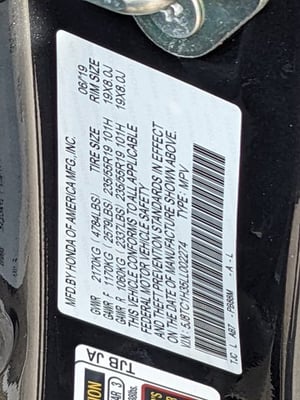 MFD.BY HONDA OF AMERICA MFG.,INC. 06/19
GVWR 2170KG (4784LBS) TIRE SIZE RIM SIZE
GAWR F 1170KG (2579LBS) 235/55R19 101H 19X8.0J
GAWR R 1060KG (2337LBS) 235/55R19 101H 19X8.0J
THIS VEHICLE CONFORMS TO ALL APPLICABLE
FEDERAL MOTOR VEHICLE SAFETY
AND THEFT PREVENTION STANDARDS IN EFFECT
ON THE DATE OF MANUFACTURE SHOWN ABOVE.
V.I.N.: TYPE: MPV
TJB JA